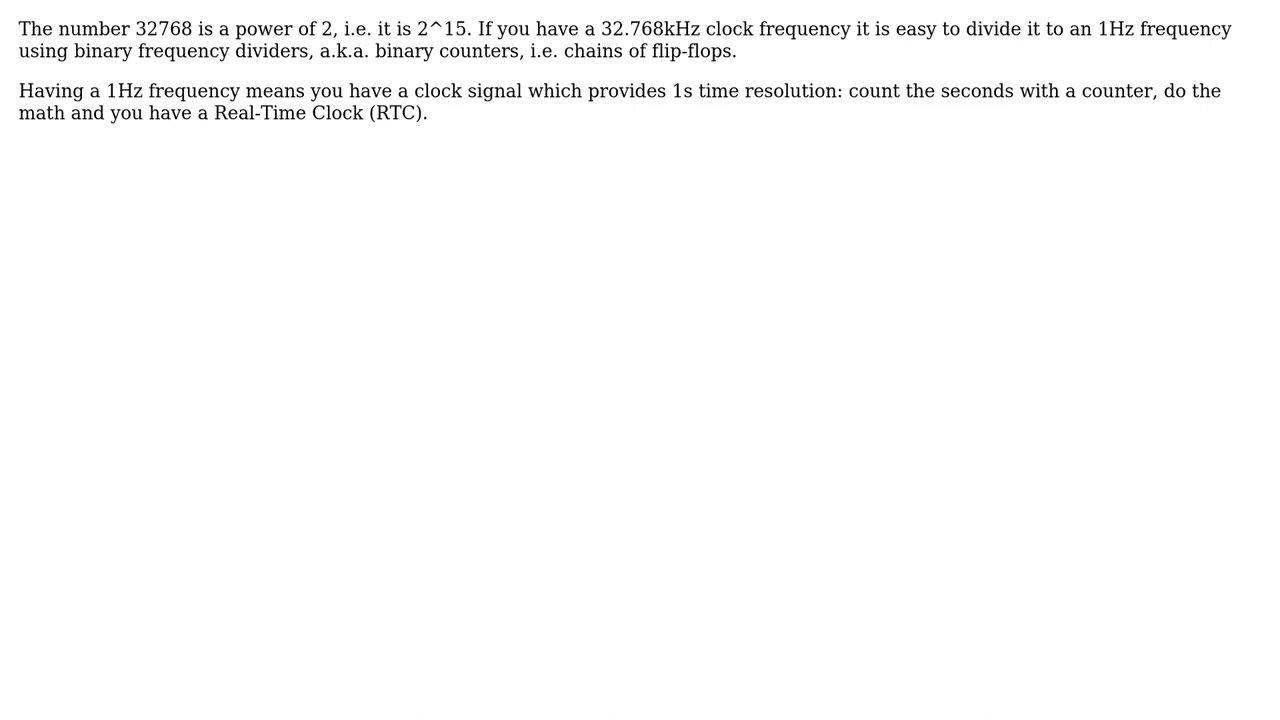 The number 32768 is a power of 2, i.e. it is 2^15. If you have a 32.768kHz clock frequency it is easy to divide it to an 1Hz frequency
using binary frequency dividers, a.k.a. binary counters, i.e. chains of flip-flops.
Having a 1Hz frequency means you have a clock signal which provides 1s time resolution: count the seconds with a counter, do the
math and you have a Real-Time Clock (RTC).